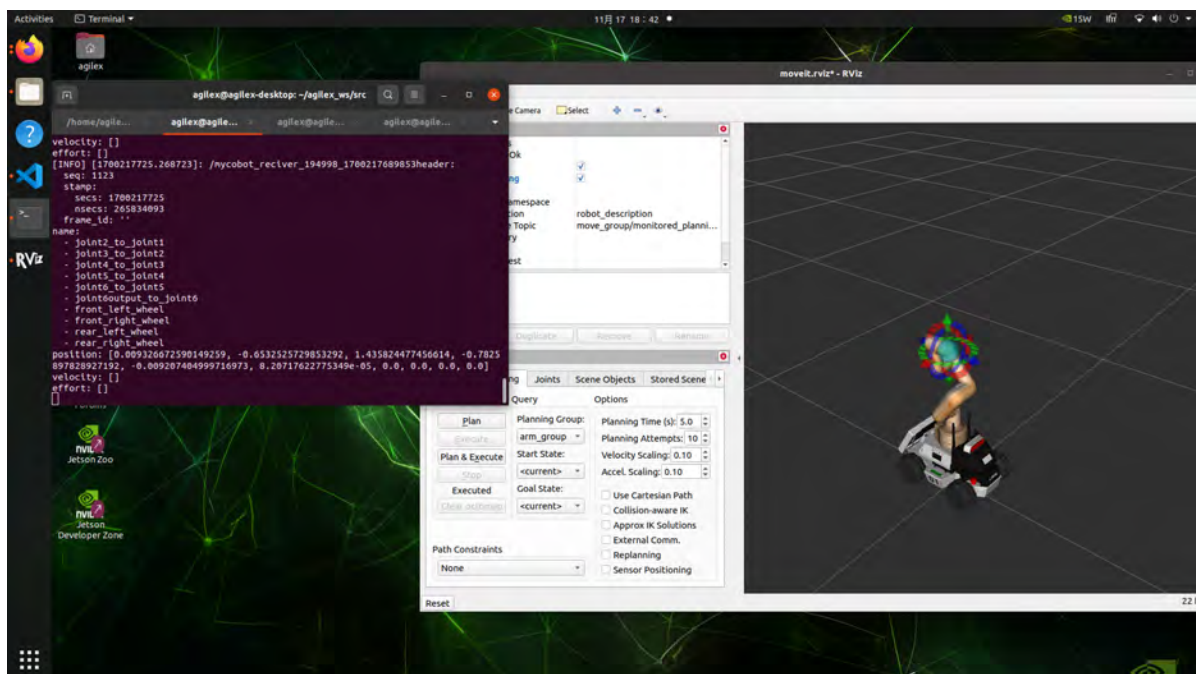 Activities
Terminal
11月 17 18：42
15W
moveit.rviz* - RViz
agilex
agilex@agilex-desktop: ~/agilex_ws/src
/home/agile...
agilex@agile...
agilex@agile...
agilex@agile...
velocity: []
effort: []
[INFO] [1700217725.268723]: /mycobot_reciver_194998_1700217689853header:
seq: 1123
stamp:
secs: 1700217725
nsecs: 265834093
frame_id: ''
name:
- joint2_to_joint1
- joint3_to_joint2
- joint4_to_joint3
- joint5_to_joint4
- joint6_to_joint5
- joint6output_to_joint6
- front_left_wheel
- front_right_wheel
- rear_left_wheel
- rear_right_wheel
position: [0.009326672590149259, -0.6532525729853292, 1.435824477456614, -0.7825
897828927192, -0.009207404999716973, 8.20717622775349e-05, 0.0, 0.0, 0.0, 0.0]
velocity: []
effort: []
RViz
Jetson Zoo
Jetson
Developer Zone
Camera
Select
Ok
robot_description
Topic
move_group/monitored_planni...
Duplicate
Remove
Rename
Joints
Scene Objects
Stored Scene
Query
Options
Plan
Execute
Plan & Execute
Stop
Executed
Planning Group:
arm_group
Start State:
<current>
Goal State:
<current>
Planning Time (s): 5.0
Planning Attempts: 10
Velocity Scaling: 0.10
Accel. Scaling: 0.10
Use Cartesian Path
Collision-aware IK
Approx IK Solutions
External Comm.
Replanning
Sensor Positioning
Path Constraints
None
Reset
22